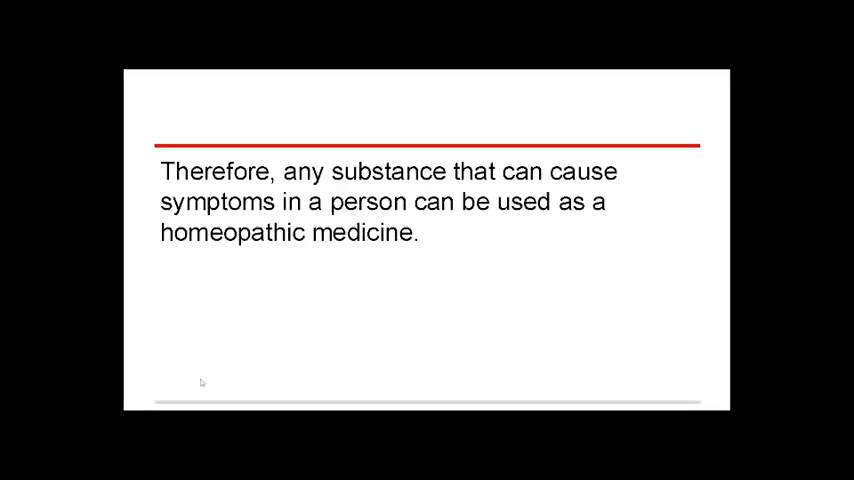 Therefore, any substance that can cause
symptoms in a person can be used as a
homeopathic medicine.